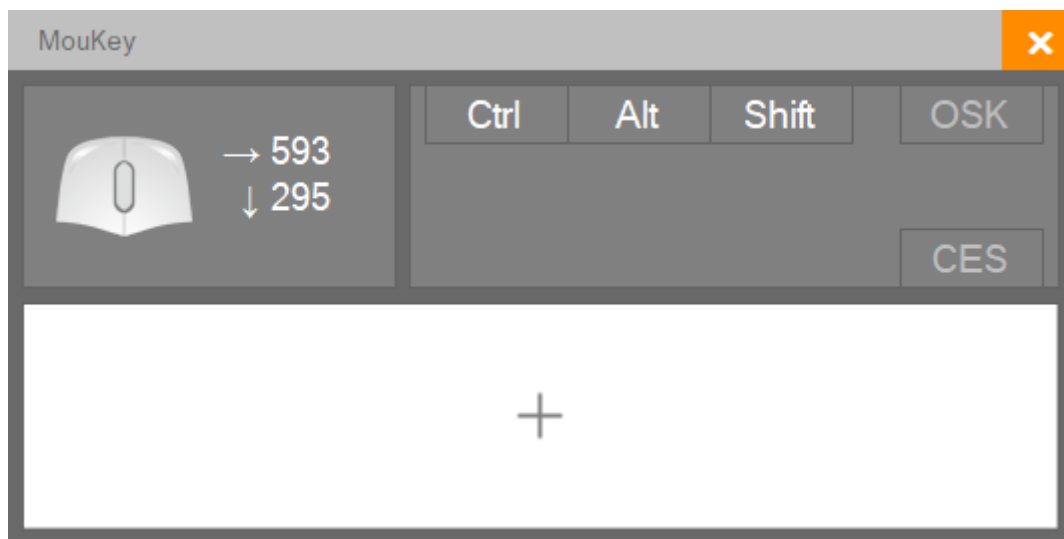 MouKey
→ 593
↓ 295
Ctrl Alt Shift OSK
CES